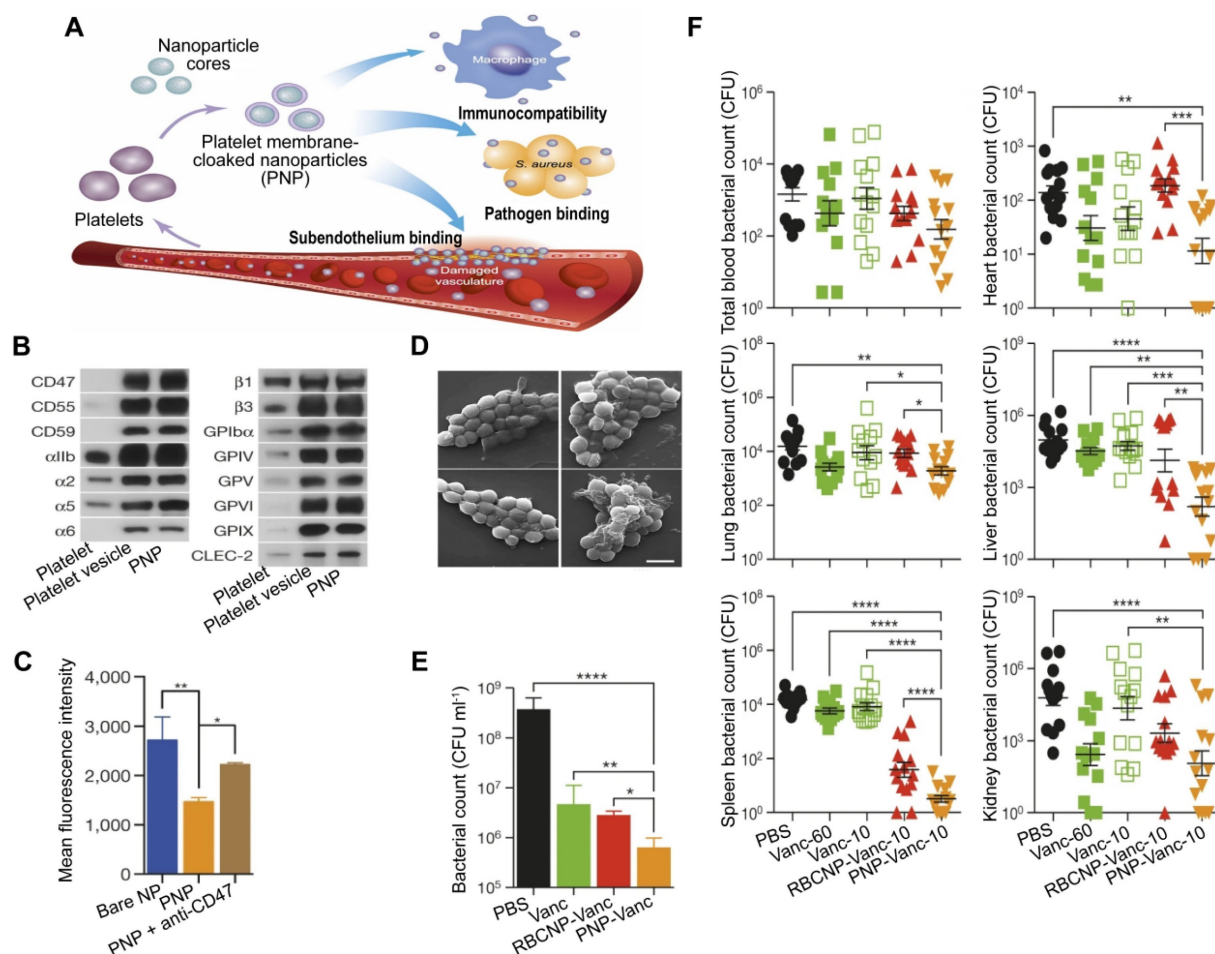 A
Nanoparticle
cores
Platelet membrane-
cloaked nanoparticles
(PNP)
Platelets
Macrophage
Immunocompatibility
S. aureus
Pathogen binding
Subendothelium binding
Damaged
vasculature
B
CD47
CD55
CD59
αIIb
α2
α5
α6
Platelet
Platelet vesicle
PNP
β1
β3
GPIbα
GPIV
GPV
GPVI
GPIX
CLEC-2
Platelet
Platelet vesicle
PNP
C
Mean fluorescence intensity
4,000
3,000
2,000
1,000
0
**
*
Bare NP
PNP
PNP + anti-CD47
D
E
Bacterial count (CFU ml⁻¹)
10⁹
10⁸
10⁷
10⁶
10⁵
****
**
*
PBS
Vanc
RBCNP-Vanc
PNP-Vanc
F
Total blood bacterial count (CFU)
10⁶
10⁴
10²
10⁰
Heart bacterial count (CFU)
10⁴
10³
10²
10¹
10⁰
**
***
Lung bacterial count (CFU)
10⁸
10⁶
10⁴
10²
10⁰
**
*
*
Liver bacterial count (CFU)
10⁹
10⁶
10³
10⁰
****
**
***
**
Spleen bacterial count (CFU)
10⁸
10⁶
10⁴
10²
10⁰
****
****
****
****
PBS
Vanc-60
Vanc-10
RBCNP-Vanc-10
PNP-Vanc-10
Kidney bacterial count (CFU)
10⁹
10⁶
10³
10⁰
****
**
PBS
Vanc-60
Vanc-10
RBCNP-Vanc-10
PNP-Vanc-10